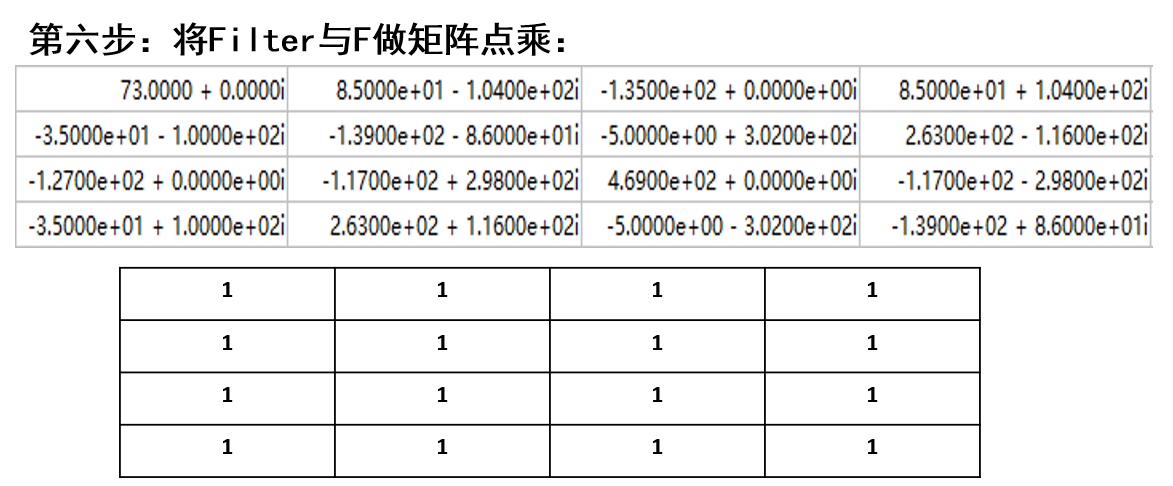 第六步：将Filter与F做矩阵点乘：
73.0000 + 0.0000i 8.5000e+01 - 1.0400e+02i -1.3500e+02 + 0.0000e+00i 8.5000e+01 + 1.0400e+02i
-3.5000e+01 - 1.0000e+02i -1.3900e+02 - 8.6000e+01i -5.0000e+00 + 3.0200e+02i 2.6300e+02 - 1.1600e+02i
-1.2700e+02 + 0.0000e+00i -1.1700e+02 + 2.9800e+02i 4.6900e+02 + 0.0000e+00i -1.1700e+02 - 2.9800e+02i
-3.5000e+01 + 1.0000e+02i 2.6300e+02 + 1.1600e+02i -5.0000e+00 - 3.0200e+02i -1.3900e+02 + 8.6000e+01i
1 1 1 1
1 1 1 1
1 1 1 1
1 1 1 1